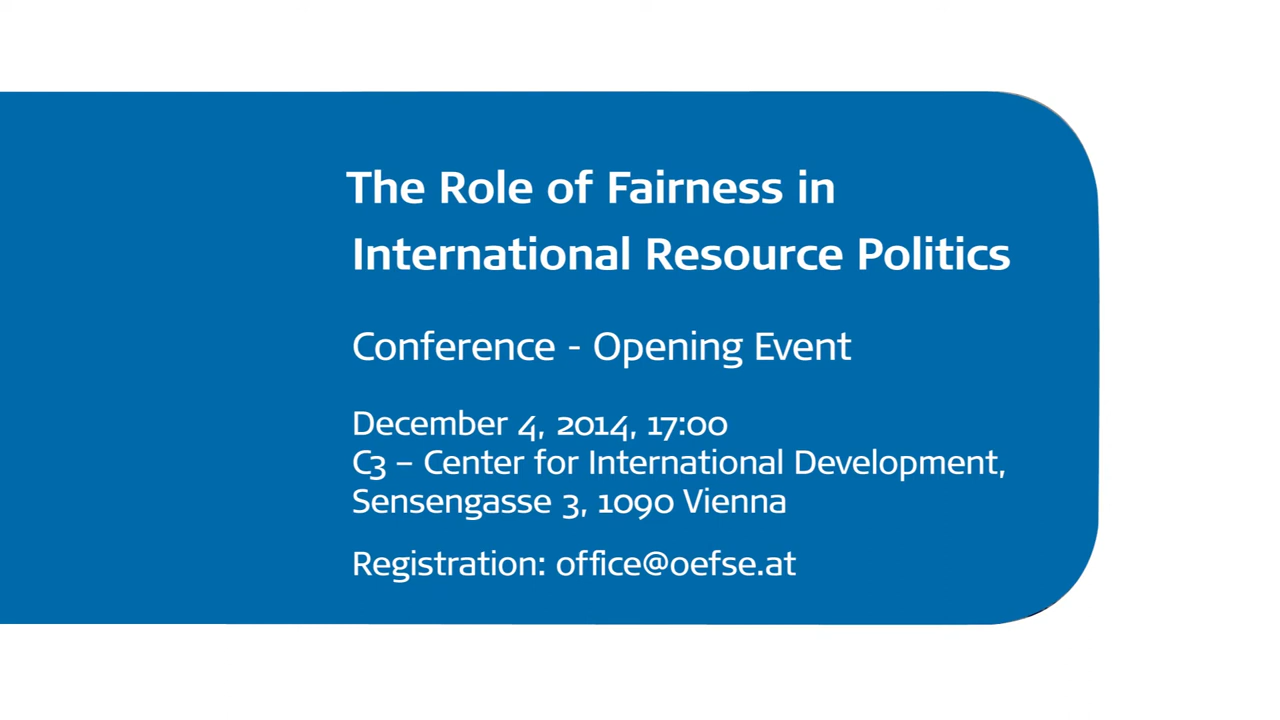 The Role of Fairness in
International Resource Politics
Conference - Opening Event
December 4, 2014, 17:00
C3 – Center for International Development,
Sensengasse 3, 1090 Vienna
Registration: office@oefse.at